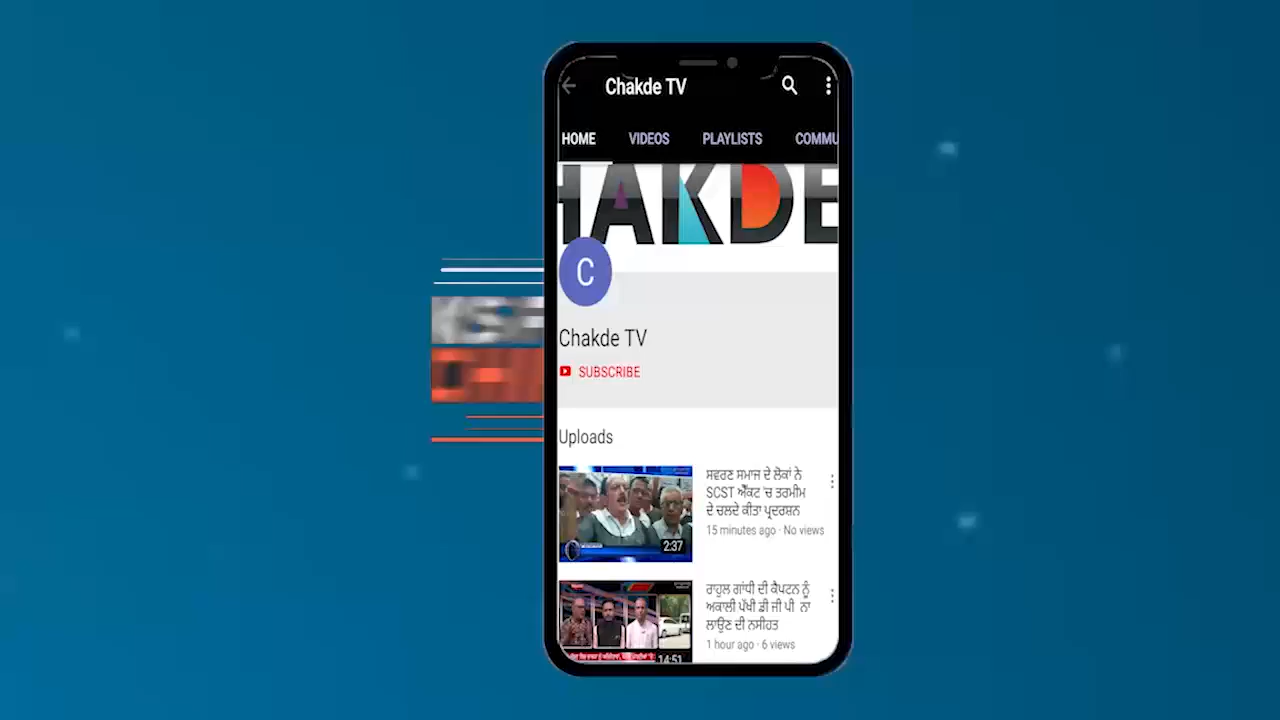 Chakde TV
HOME VIDEOS PLAYLISTS COMMU
HAKDE
C
Chakde TV
SUBSCRIBE
Uploads
ਸਵਰਣ ਸਮਾਜ ਦੇ ਲੋਕਾਂ ਨੇ
SCST ਐਕਟ 'ਚ ਤਰਮੀਮ
ਦੇ ਚਲਦੇ ਕੀਤਾ ਪ੍ਰਦਰਸ਼ਨ
15 minutes ago · No views
2:37
ਰਾਹੁਲ ਗਾਂਧੀ ਦੀ ਕੈਪਟਨ ਨੂੰ
ਅਕਾਲੀ ਪੱਖੀ ਡੀ ਜੀ ਪੀ ਨਾ
ਲਾਉਣ ਦੀ ਨਸੀਹਤ
1 hour ago · 6 views
14:51